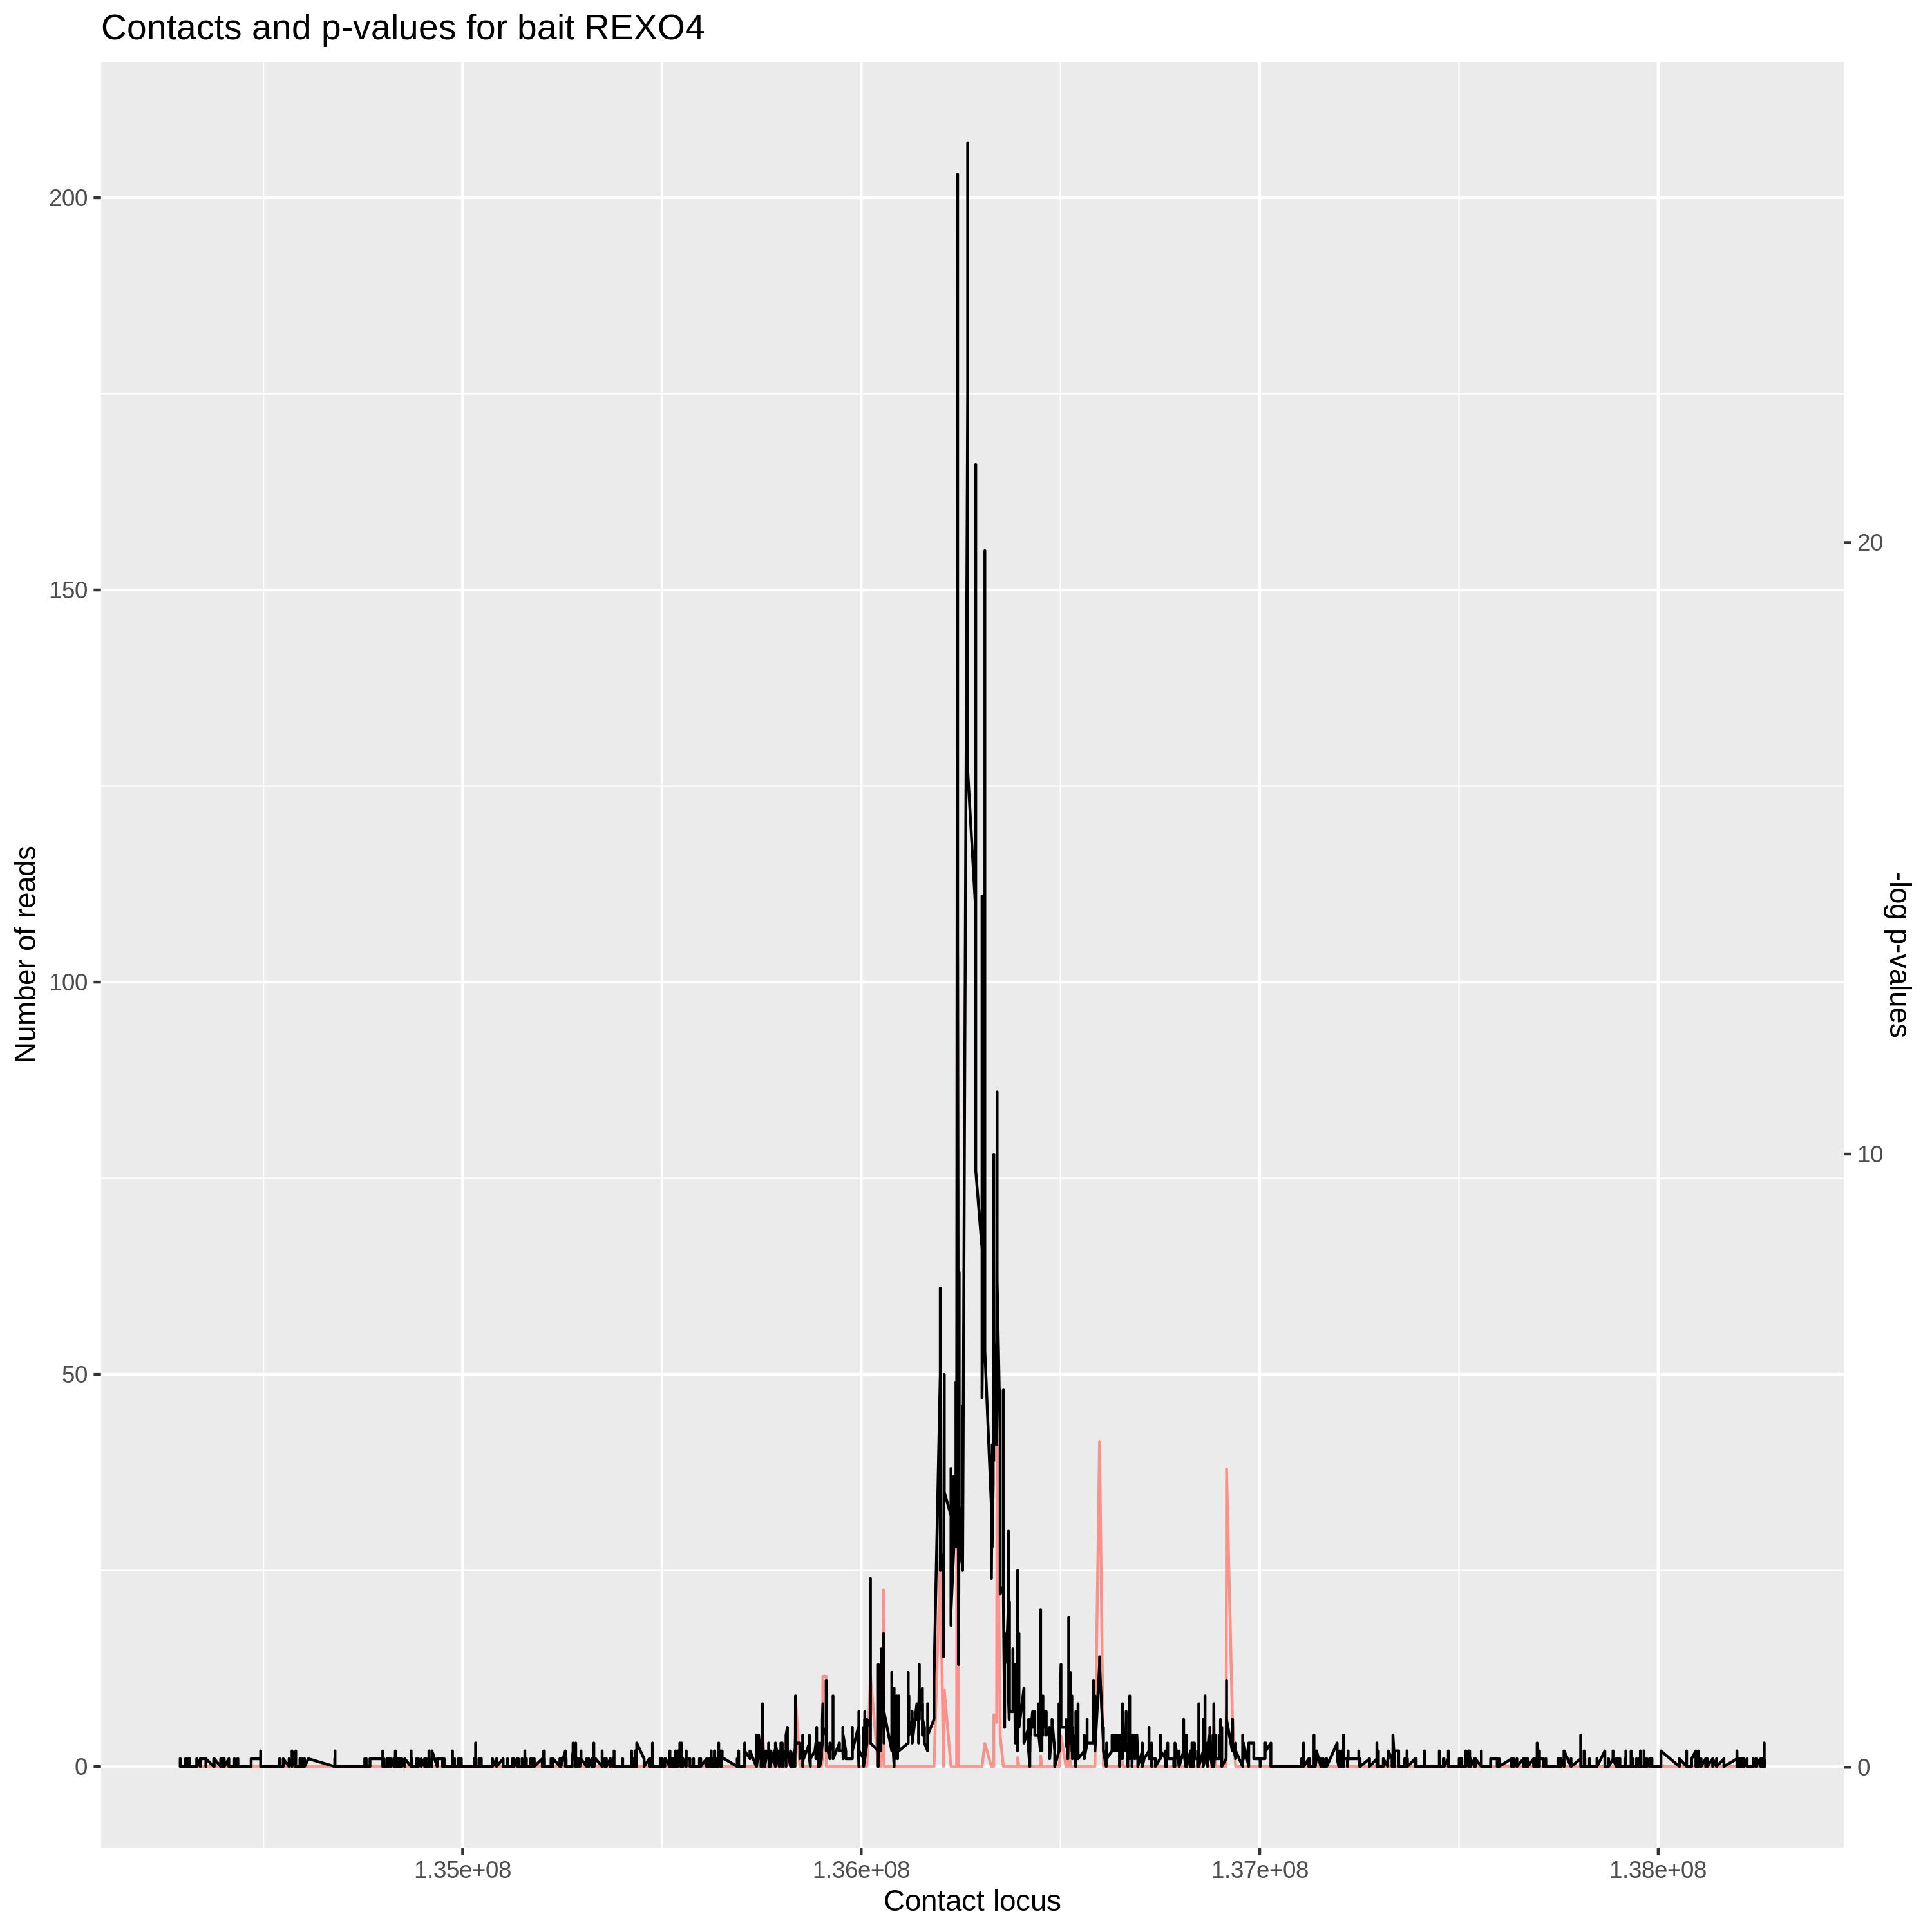 Contacts and p-values for bait REXO4
200
150
100
50
0
Number of reads
20
10
0
-log p-values
1.35e+08 1.36e+08 1.37e+08 1.38e+08
Contact locus